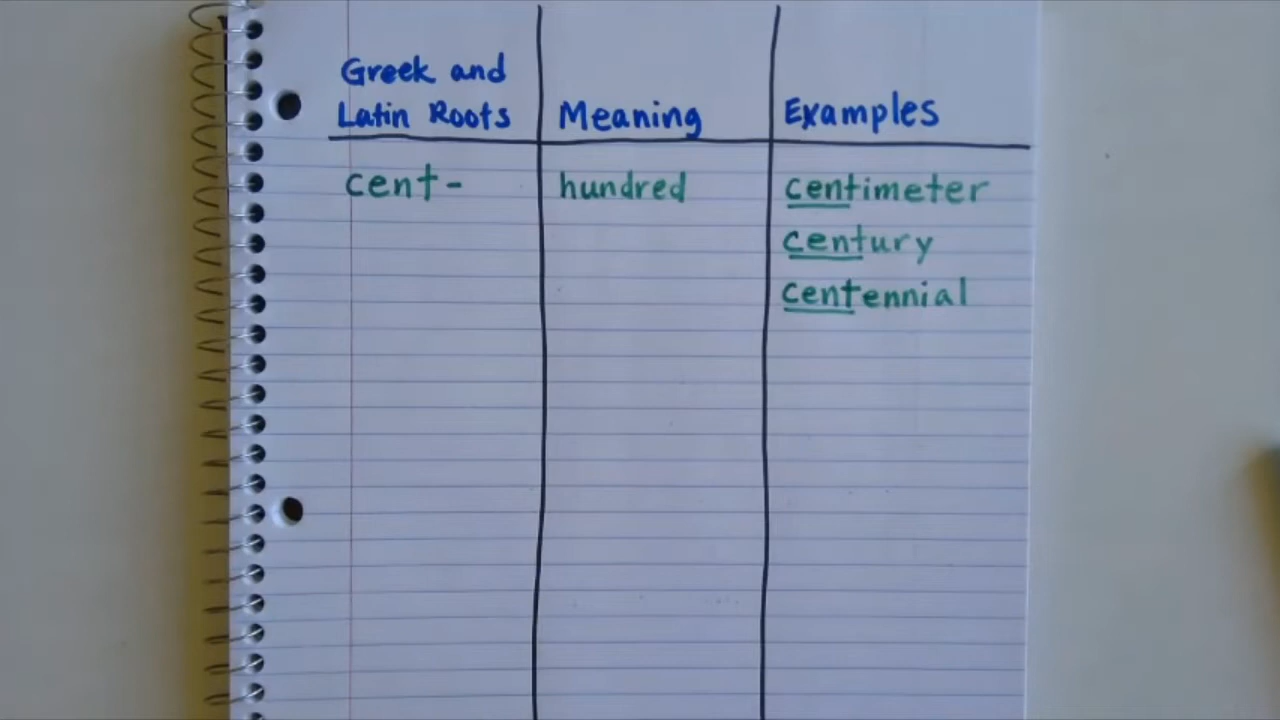 Greek and
Latin Roots
Meaning
Examples
cent-
hundred
centimeter
century
centennial